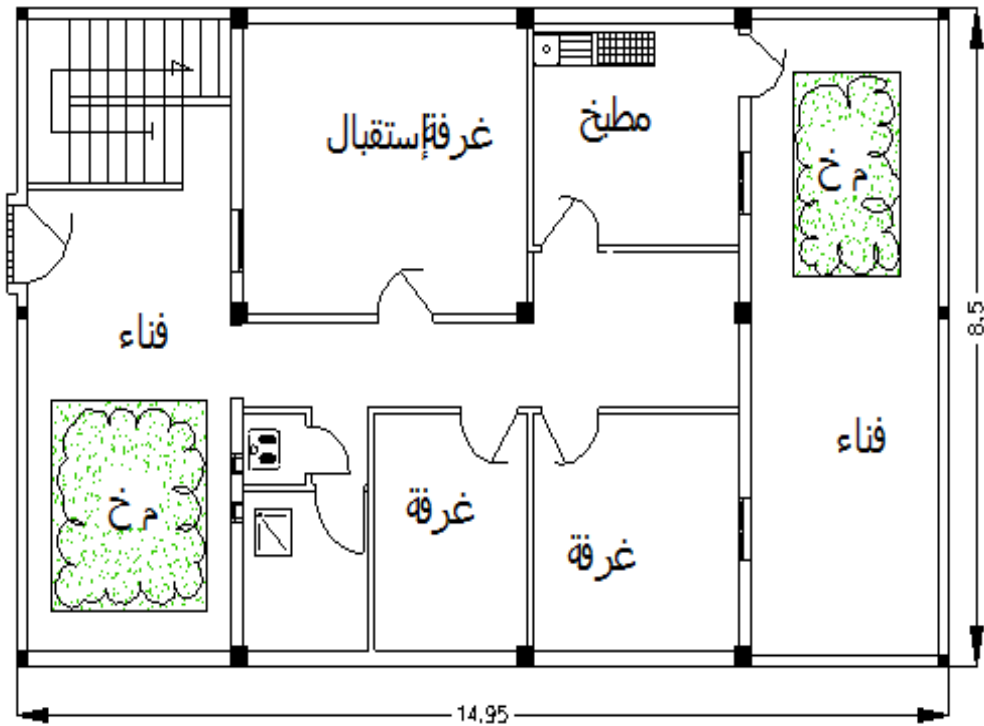 غرفةإستقبال
مطبخ
م خ
فناء
فناء
م خ
غرفة
غرفة
8.5
14.95